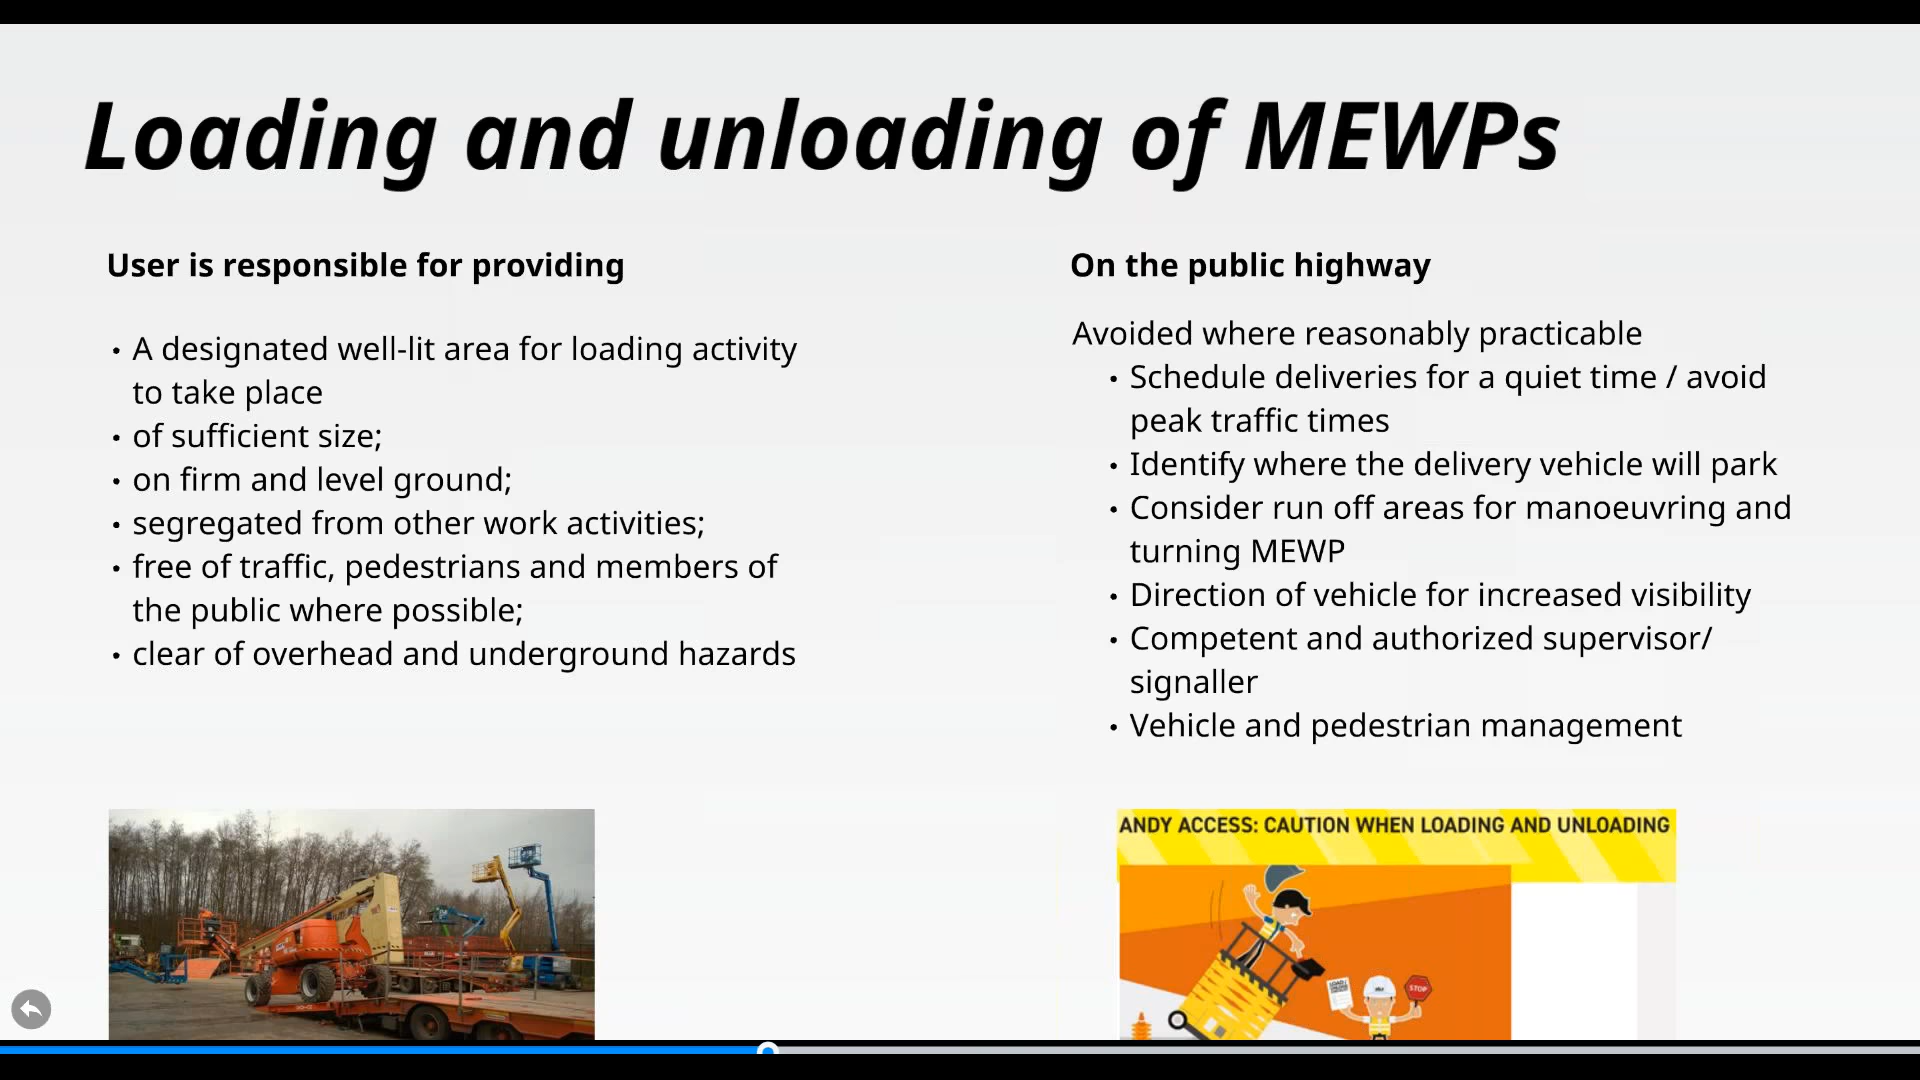 Loading and unloading of MEWPs
User is responsible for providing
• A designated well-lit area for loading activity
to take place
• of sufficient size;
• on firm and level ground;
• segregated from other work activities;
• free of traffic, pedestrians and members of
the public where possible;
• clear of overhead and underground hazards
On the public highway
Avoided where reasonably practicable
• Schedule deliveries for a quiet time / avoid
peak traffic times
• Identify where the delivery vehicle will park
• Consider run off areas for manoeuvring and
turning MEWP
• Direction of vehicle for increased visibility
• Competent and authorized supervisor/
signaller
• Vehicle and pedestrian management
ANDY ACCESS: CAUTION WHEN LOADING AND UNLOADING
STOP